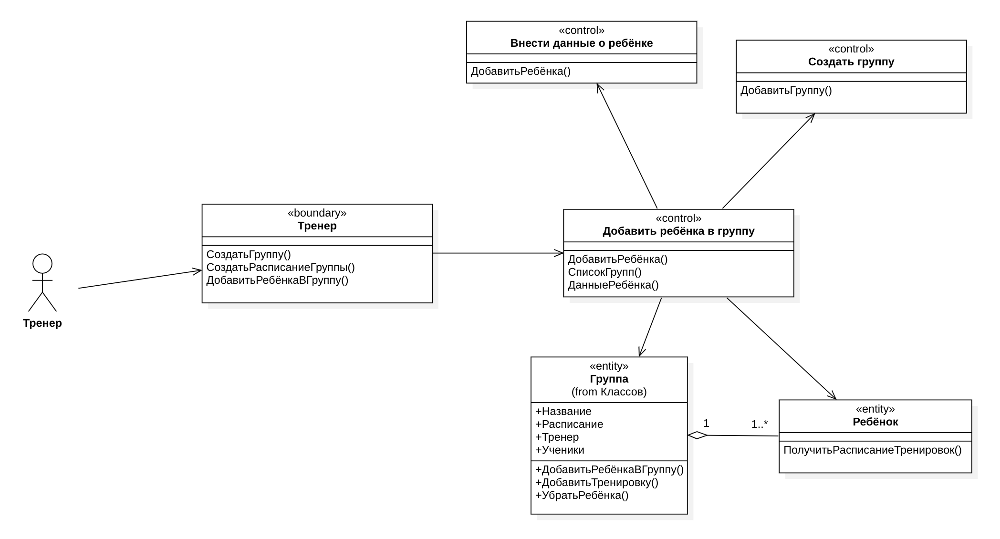 «control»
Внести данные о ребёнке
ДобавитьРебёнка()
«control»
Создать группу
ДобавитьГруппу()
«boundary»
Тренер
СоздатьГруппу()
СоздатьРасписаниеГруппы()
ДобавитьРебёнкаВГруппу()
«control»
Добавить ребёнка в группу
ДобавитьРебёнка()
СписокГрупп()
ДанныеРебёнка()
Тренер
«entity»
Группа
(from Классов)
+Название
+Расписание
+Тренер
+Ученики
+ДобавитьРебёнкаВГруппу()
+ДобавитьТренировку()
+УбратьРебёнка()
1
1..*
«entity»
Ребёнок
ПолучитьРасписаниеТренировок()